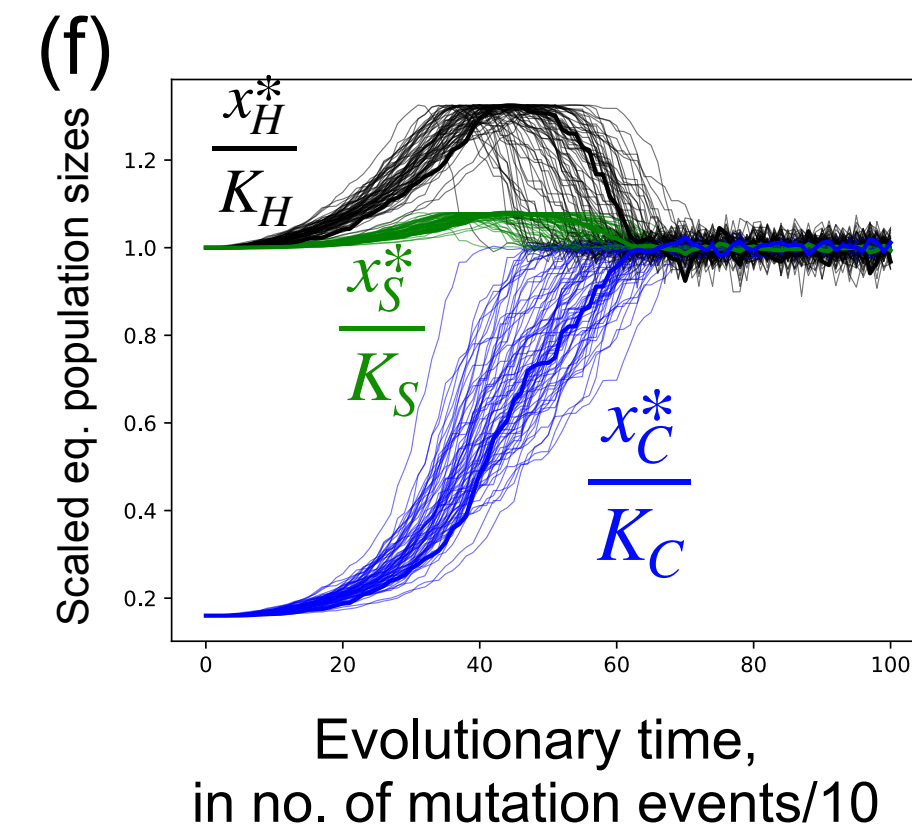 (f)
x*H
KH
x*S
KS
x*C
KC
Scaled eq. population sizes
1.2
1.0
0.8
0.6
0.4
0.2
0 20 40 60 80 100
Evolutionary time,
in no. of mutation events/10